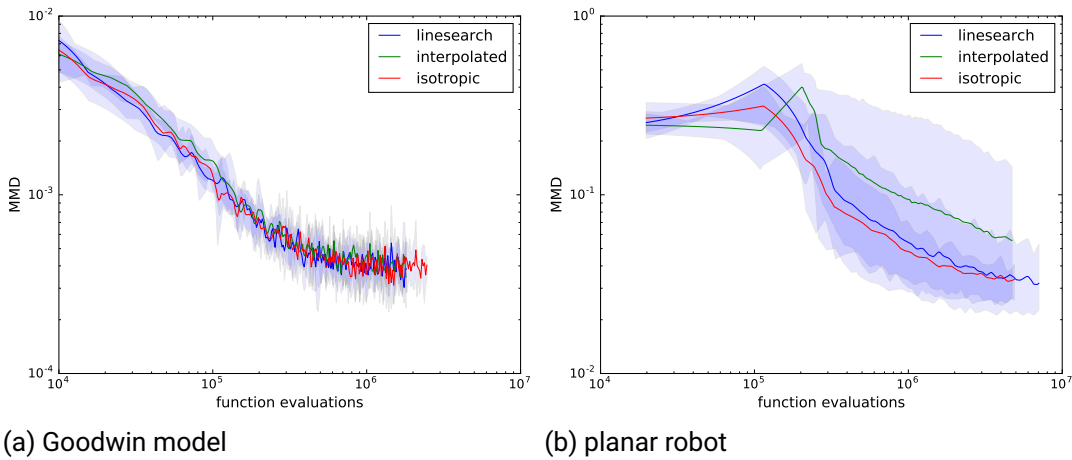 10^-2
10^-3
10^-4
MMD
10^4
10^5
10^6
10^7
function evaluations
linesearch
interpolated
isotropic
(a) Goodwin model
10^0
10^-1
10^-2
MMD
10^4
10^5
10^6
10^7
function evaluations
linesearch
interpolated
isotropic
(b) planar robot